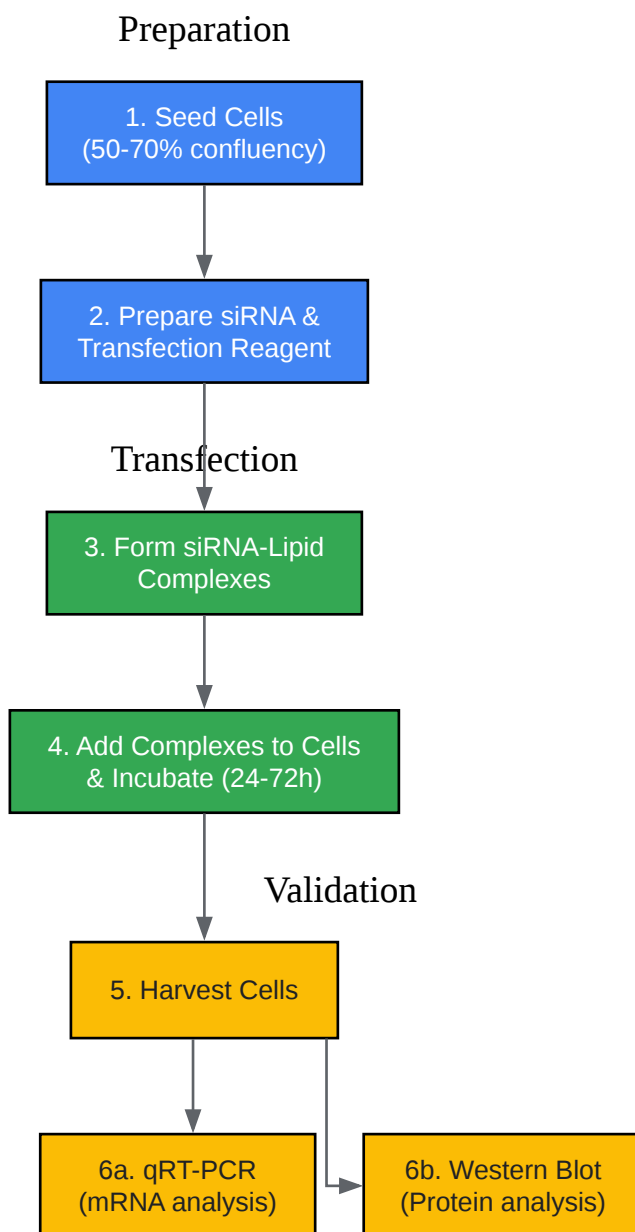 Preparation
1. Seed Cells
(50-70% confluency)
2. Prepare siRNA &
Transfection Reagent
Transfection
3. Form siRNA-Lipid
Complexes
4. Add Complexes to Cells
& Incubate (24-72h)
Validation
5. Harvest Cells
6a. qRT-PCR
(mRNA analysis)
6b. Western Blot
(Protein analysis)